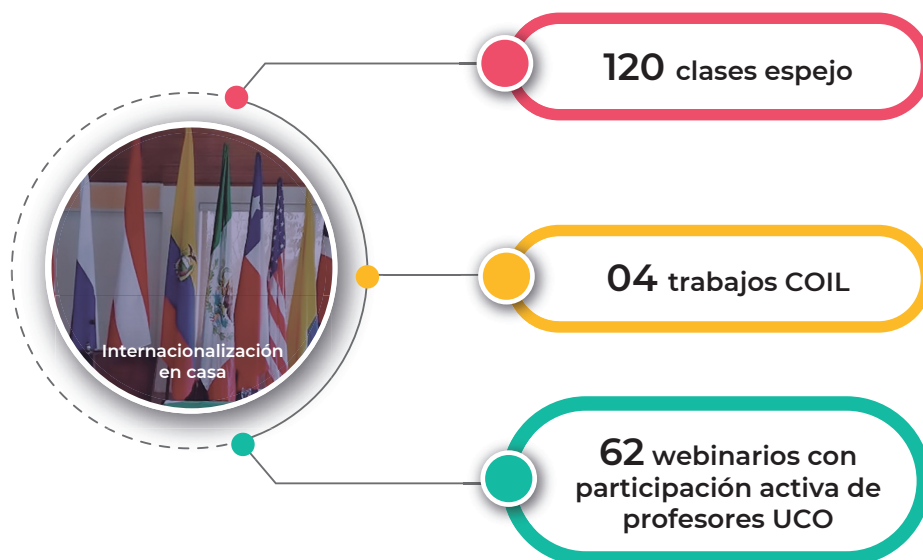 120 clases espejo
Internacionalización
en casa
04 trabajos COIL
62 webinarios con
participación activa de
profesores UCO